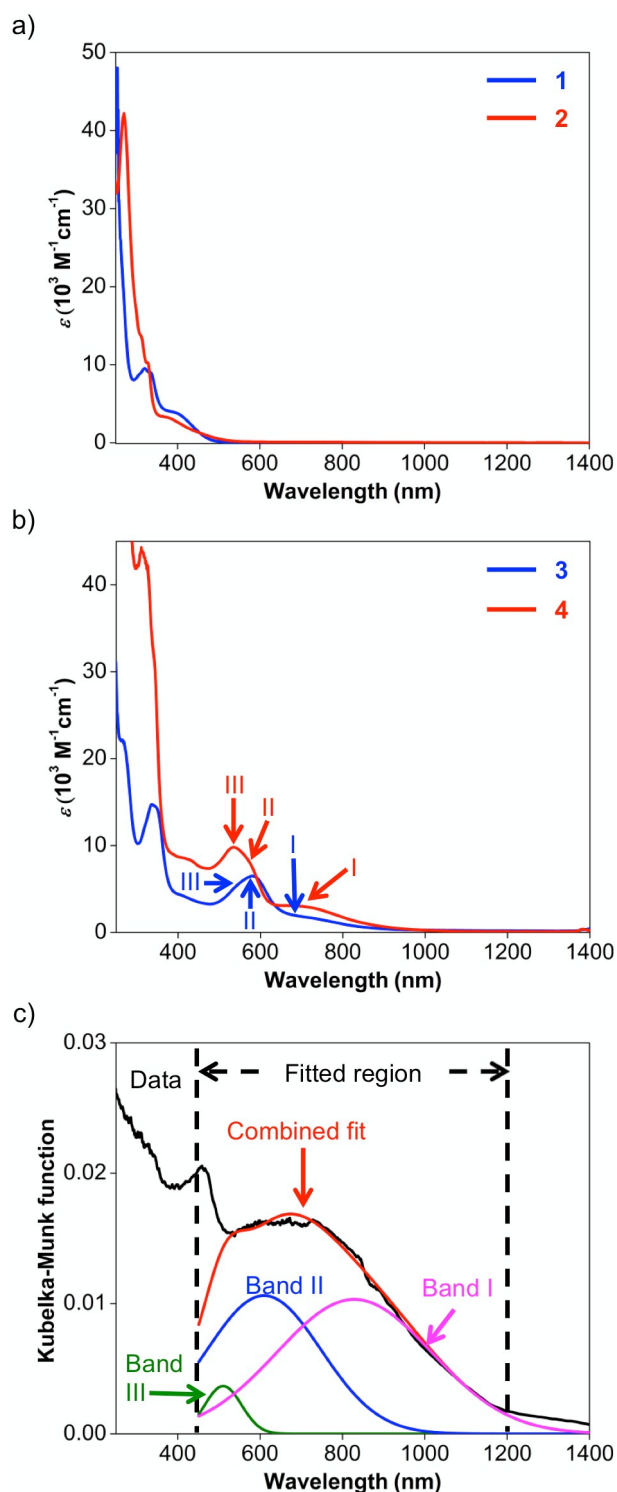 a)
50
40
30
20
10
0
ε (10³ M⁻¹cm⁻¹)
1
2
400 600 800 1000 1200 1400
Wavelength (nm)
b)
40
30
20
10
0
ε (10³ M⁻¹cm⁻¹)
3
4
III
II
I
I
III
II
400 600 800 1000 1200 1400
Wavelength (nm)
c)
0.03
0.02
0.01
0.00
Kubelka-Munk function
Data
Fitted region
Combined fit
Band II
Band I
Band
III
400 600 800 1000 1200 1400
Wavelength (nm)